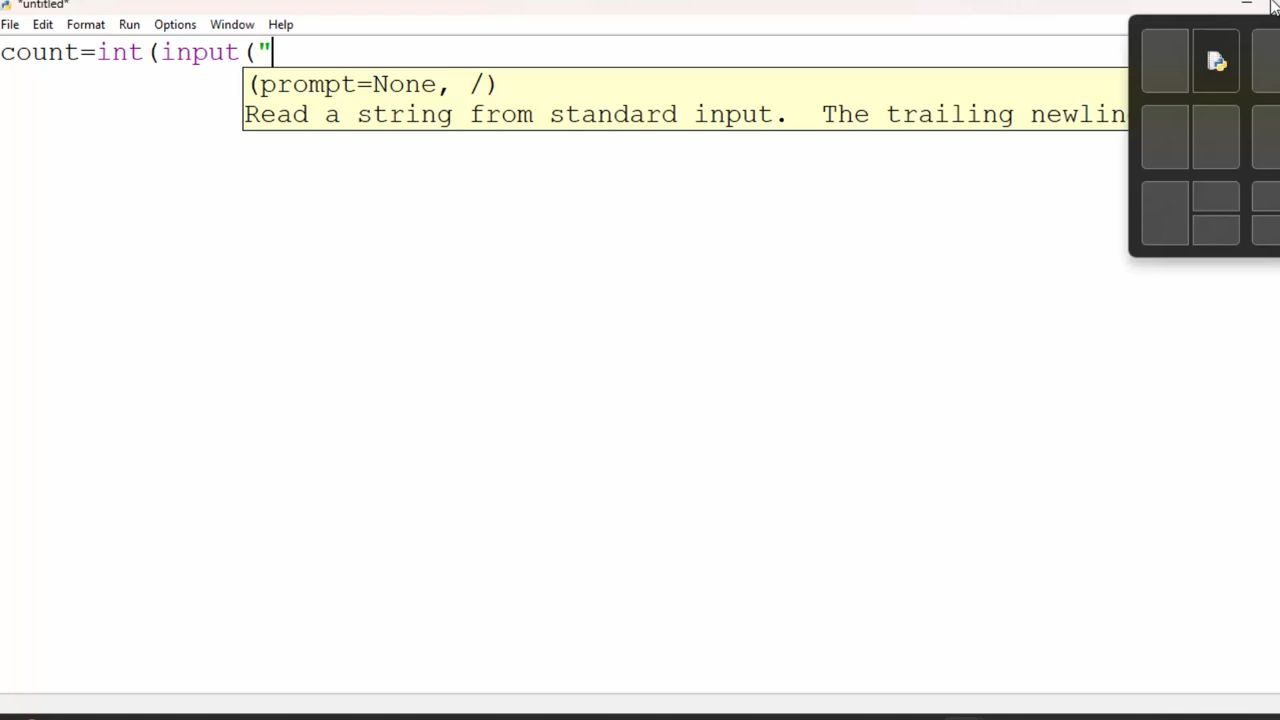 *untitled*
File Edit Format Run Options Window Help
count=int(input("
(prompt=None, /)
Read a string from standard input. The trailing newlin